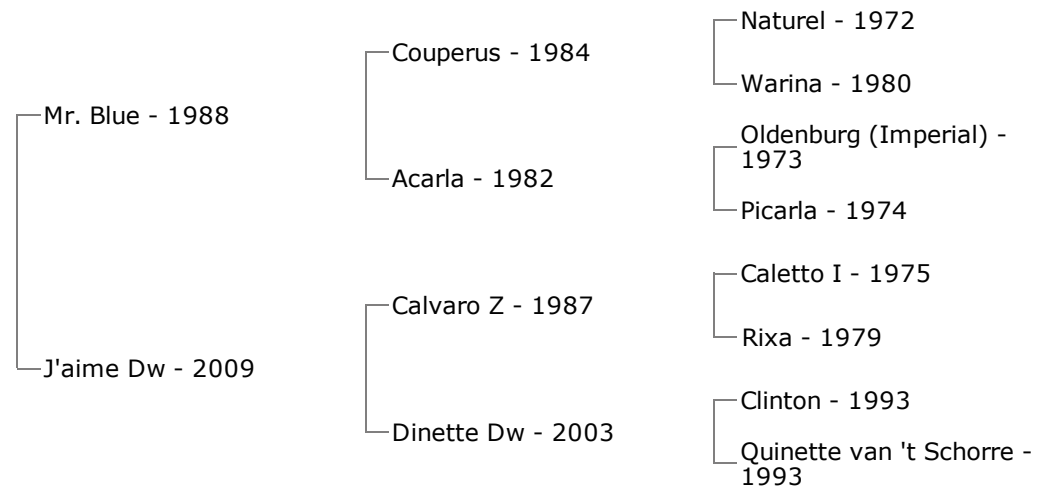 Naturel - 1972
Couperus - 1984
Warina - 1980
Mr. Blue - 1988
Oldenburg (Imperial) -
1973
Acarla - 1982
Picarla - 1974
Caletto I - 1975
Calvaro Z - 1987
Rixa - 1979
J'aime Dw - 2009
Clinton - 1993
Dinette Dw - 2003
Quinette van 't Schorre -
1993